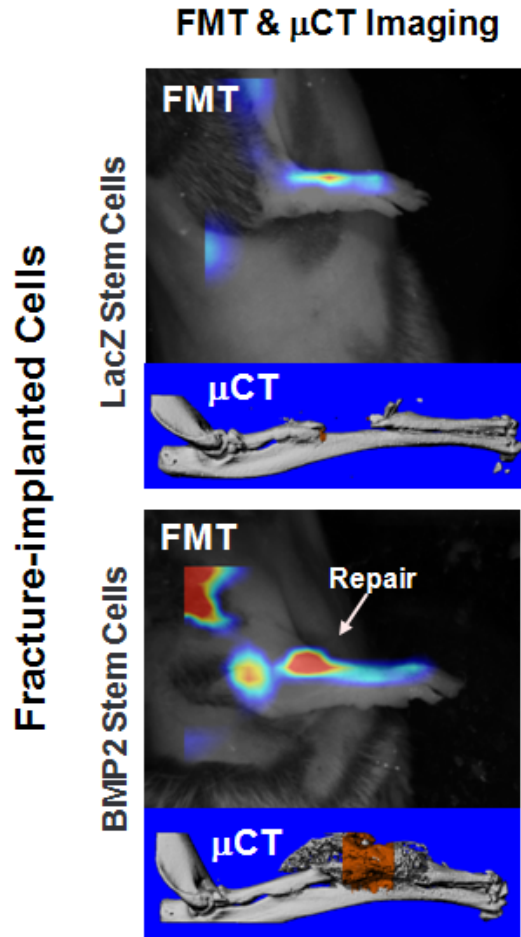 FMT & μCT Imaging
Fracture-implanted Cells
LacZ Stem Cells
FMT
μCT
BMP2 Stem Cells
FMT
Repair
μCT